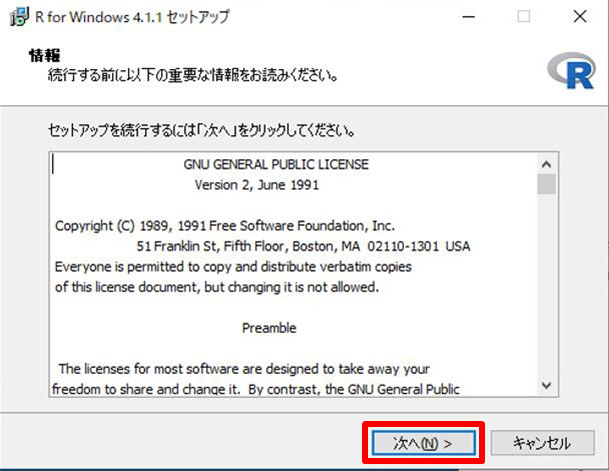 R for Windows 4.1.1 セットアップ
情報
続行する前に以下の重要な情報をお読みください。
R
セットアップを続行するには「次へ」をクリックしてください。
GNU GENERAL PUBLIC LICENSE
Version 2, June 1991
Copyright (C) 1989, 1991 Free Software Foundation, Inc.
51 Franklin St, Fifth Floor, Boston, MA  02110-1301  USA
Everyone is permitted to copy and distribute verbatim copies
of this license document, but changing it is not allowed.
Preamble
The licenses for most software are designed to take away your
freedom to share and change it.  By contrast, the GNU General Public
次へ(N) >
キャンセル